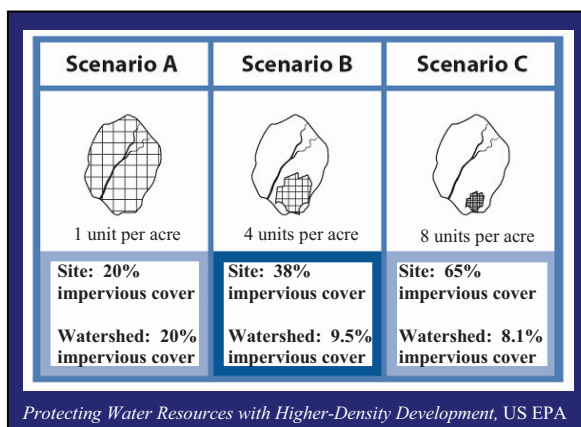 Scenario A
Scenario B
Scenario C
1 unit per acre
4 units per acre
8 units per acre
Site: 20%
impervious cover
Watershed: 20%
impervious cover
Site: 38%
impervious cover
Watershed: 9.5%
impervious cover
Site: 65%
impervious cover
Watershed: 8.1%
impervious cover
Protecting Water Resources with Higher-Density Development, US EPA